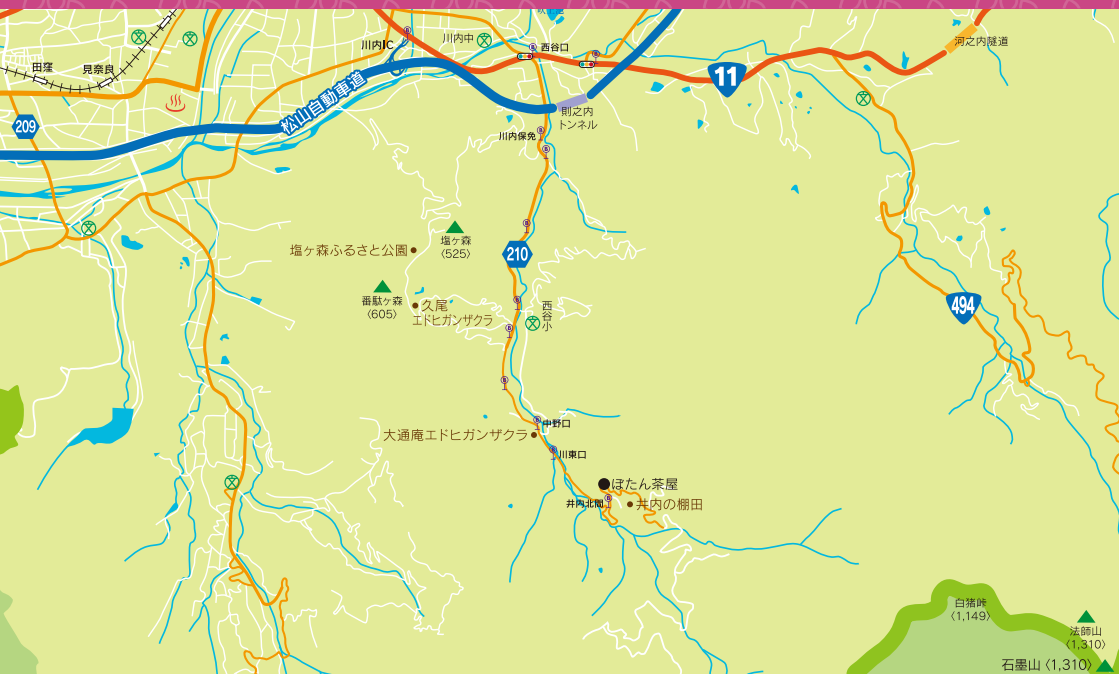 川内IC
川内中
西谷口
河之内隧道
田窪
見奈良
松山自動車道
11
209
則之内
トンネル
川内保免
塩ヶ森ふるさと公園
塩ヶ森
〈525〉
210
番駄ヶ森
〈605〉
久尾
エドヒガンザクラ
西谷小
494
中野口
大通庵エドヒガンザクラ
川東口
ぼたん茶屋
井内北間
井内の棚田
白猪峠
〈1,149〉
法師山
〈1,310〉
石墨山〈1,310〉